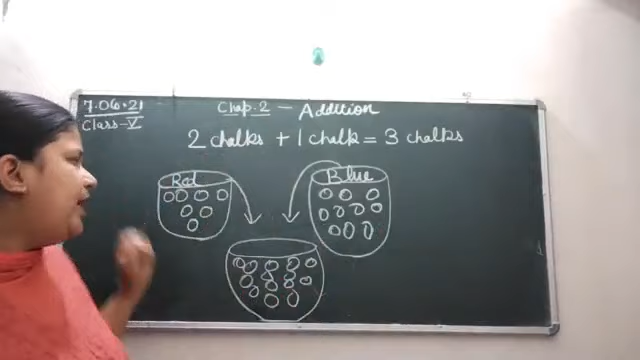 7.06.21
Class-V
Chap. 2 - Addition
2 chalks + 1 chalk = 3 chalks
Red
Blue